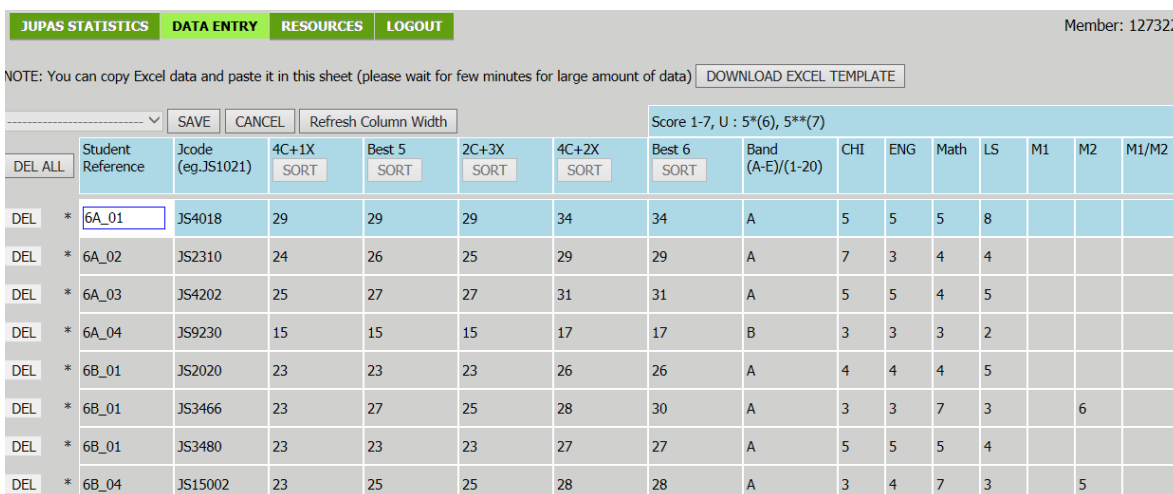 JUPAS STATISTICS DATA ENTRY RESOURCES LOGOUT Member: 127322
NOTE: You can copy Excel data and paste it in this sheet (please wait for few minutes for large amount of data) DOWNLOAD EXCEL TEMPLATE
SAVE CANCEL Refresh Column Width Score 1-7, U : 5*(6), 5**(7)
DEL ALL Student Reference Jcode (eg.JS1021) 4C+1X SORT Best 5 SORT 2C+3X SORT 4C+2X SORT Best 6 SORT Band (A-E)/(1-20) CHI ENG Math LS M1 M2 M1/M2
DEL * 6A_01 JS4018 29 29 29 34 34 A 5 5 5 8
DEL * 6A_02 JS2310 24 26 25 29 29 A 7 3 4 4
DEL * 6A_03 JS4202 25 27 27 31 31 A 5 5 4 5
DEL * 6A_04 JS9230 15 15 15 17 17 B 3 3 3 2
DEL * 6B_01 JS2020 23 23 23 26 26 A 4 4 4 5
DEL * 6B_01 JS3466 23 27 25 28 30 A 3 3 7 3 6
DEL * 6B_01 JS3480 23 23 23 27 27 A 5 5 5 4
DEL * 6B_04 JS15002 23 25 25 28 28 A 3 4 7 3 5